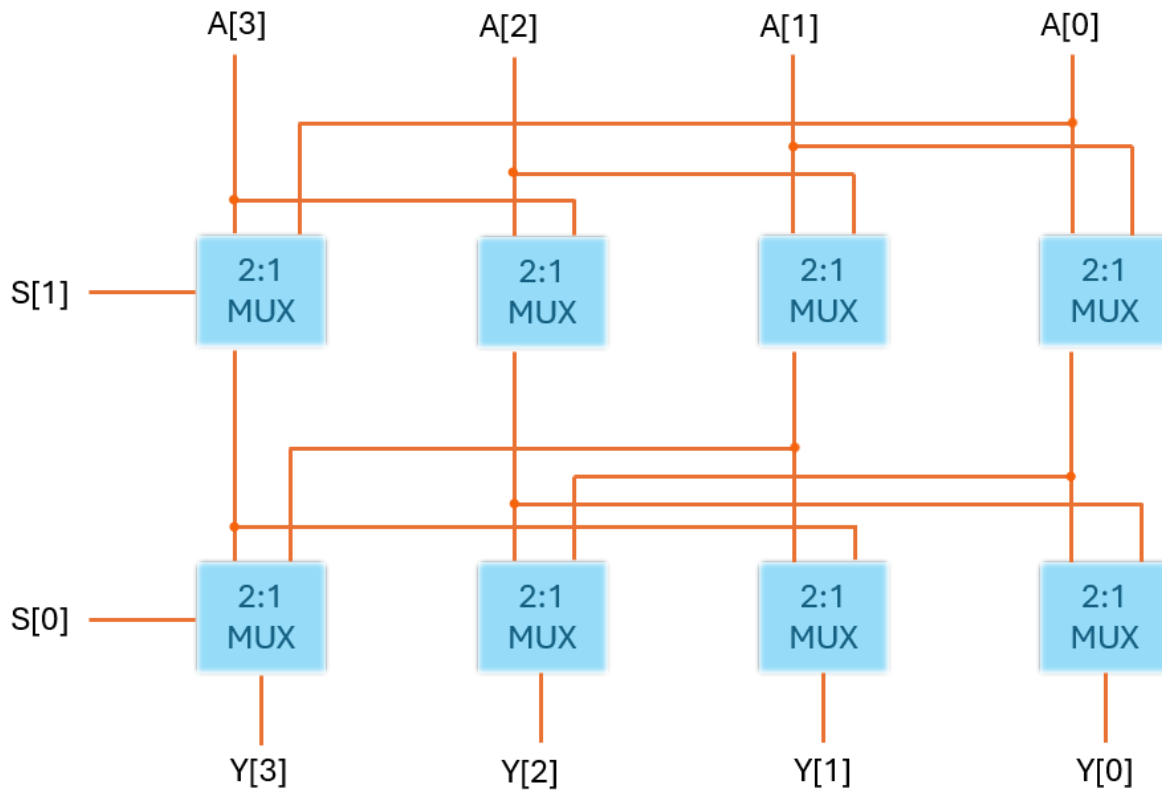 A[3]
A[2]
A[1]
A[0]
S[1]
2:1
MUX
2:1
MUX
2:1
MUX
2:1
MUX
S[0]
2:1
MUX
2:1
MUX
2:1
MUX
2:1
MUX
Y[3]
Y[2]
Y[1]
Y[0]